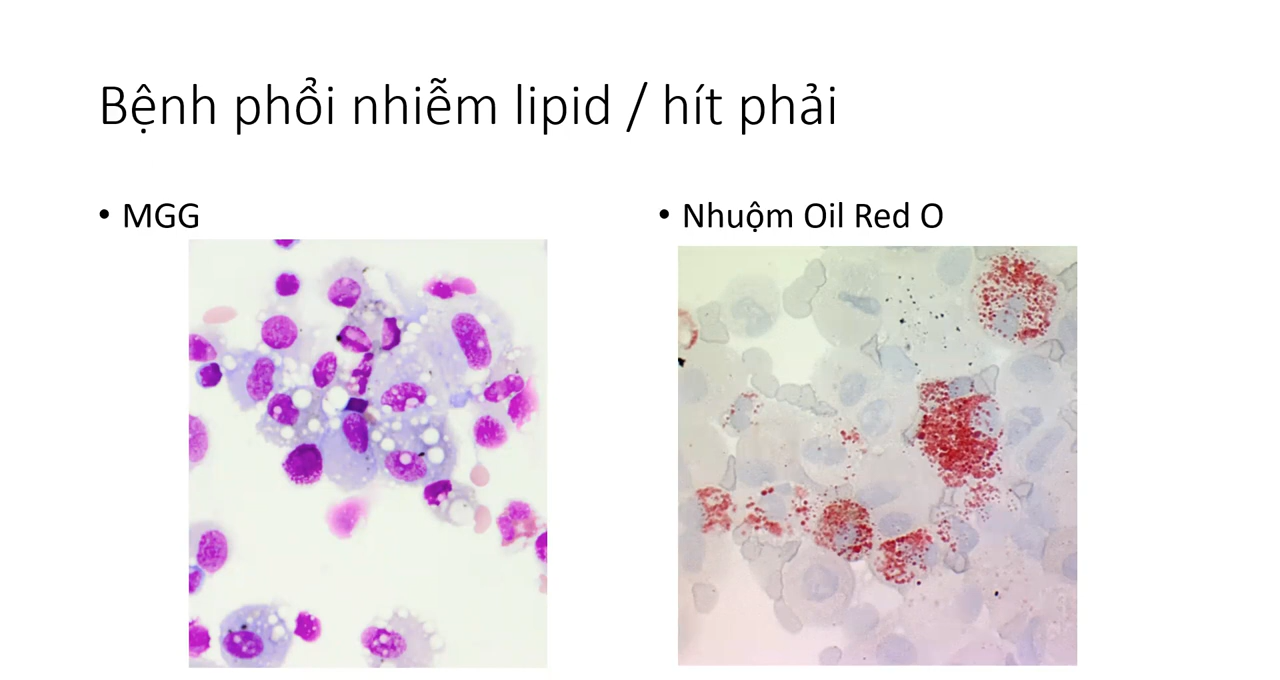 Bệnh phổi nhiễm lipid / hít phải
• MGG
• Nhuộm Oil Red O